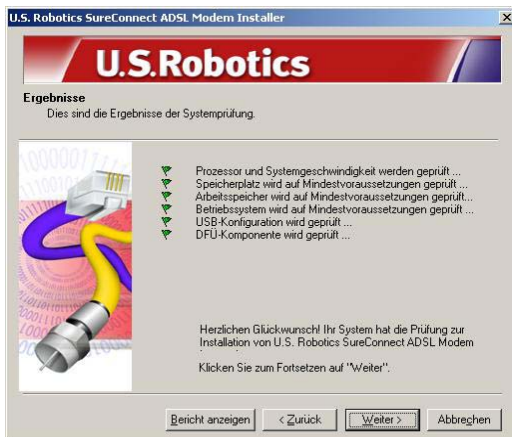 U.S. Robotics SureConnect ADSL Modem Installer
U.S.Robotics
Ergebnisse
Dies sind die Ergebnisse der Systemprüfung.
Prozessor und Systemgeschwindigkeit werden geprüft ...
Speicherplatz wird auf Mindestvoraussetzungen geprüft ...
Arbeitsspeicher wird auf Mindestvoraussetzungen geprüft...
Betriebssystem wird auf Mindestvoraussetzungen geprüft ...
USB-Konfiguration wird geprüft ...
DFÜ-Komponente wird geprüft ...
Herzlichen Glückwunsch! Ihr System hat die Prüfung zur
Installation von U.S. Robotics SureConnect ADSL Modem
Klicken Sie zum Fortsetzen auf "Weiter".
Bericht anzeigen
< Zurück
Weiter >
Abbrechen